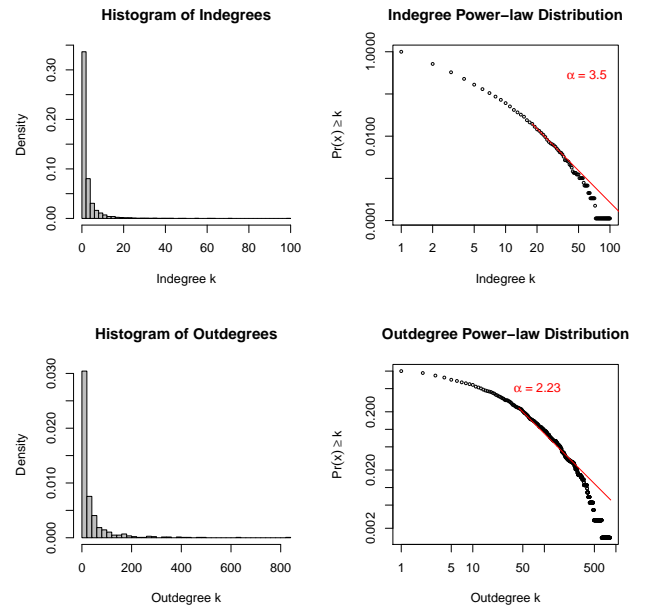 Histogram of Indegrees
Density
0.00 0.10 0.20 0.30
0 20 40 60 80 100
Indegree k
Indegree Power−law Distribution
Pr(x) ≥ k
0.0001 0.0100 1.0000
α = 3.5
1 2 5 10 20 50 100
Indegree k
Histogram of Outdegrees
Density
0.000 0.010 0.020 0.030
0 200 400 600 800
Outdegree k
Outdegree Power−law Distribution
Pr(x) ≥ k
0.002 0.020 0.200
α = 2.23
1 5 10 50 500
Outdegree k